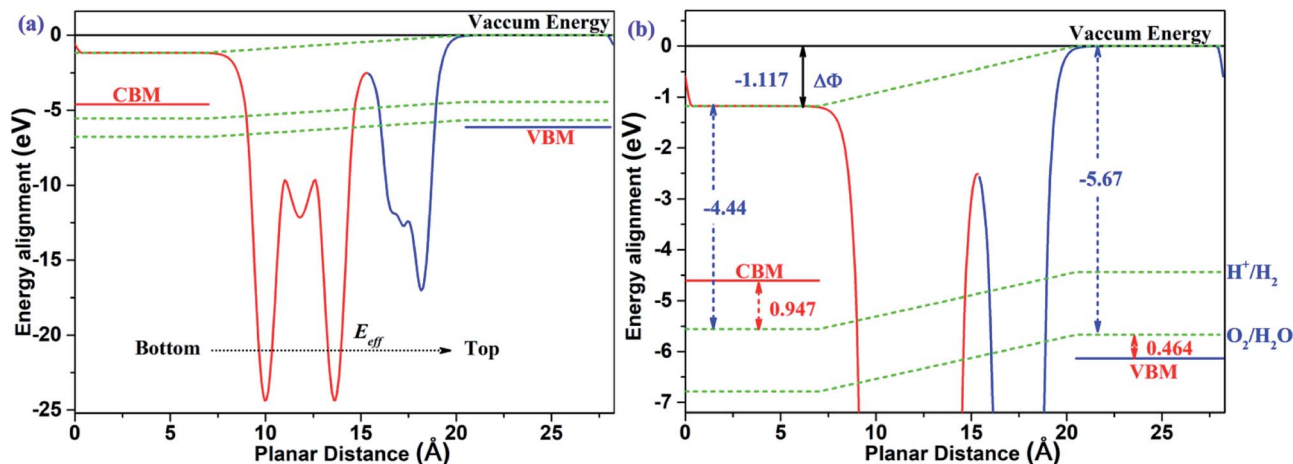 (a)
Vaccum Energy
0
-5
-10
-15
-20
-25
CBM
VBM
E_eff
Bottom
Top
0 5 10 15 20 25
Planar Distance (Å)
Energy alignment (eV)
(b)
Vaccum Energy
0
-1
-2
-3
-4
-5
-6
-7
-1.117 ΔΦ
-4.44
-5.67
CBM
0.947
H+/H2
O2/H2O
0.464
VBM
0 5 10 15 20 25
Planar Distance (Å)
Energy alignment (eV)